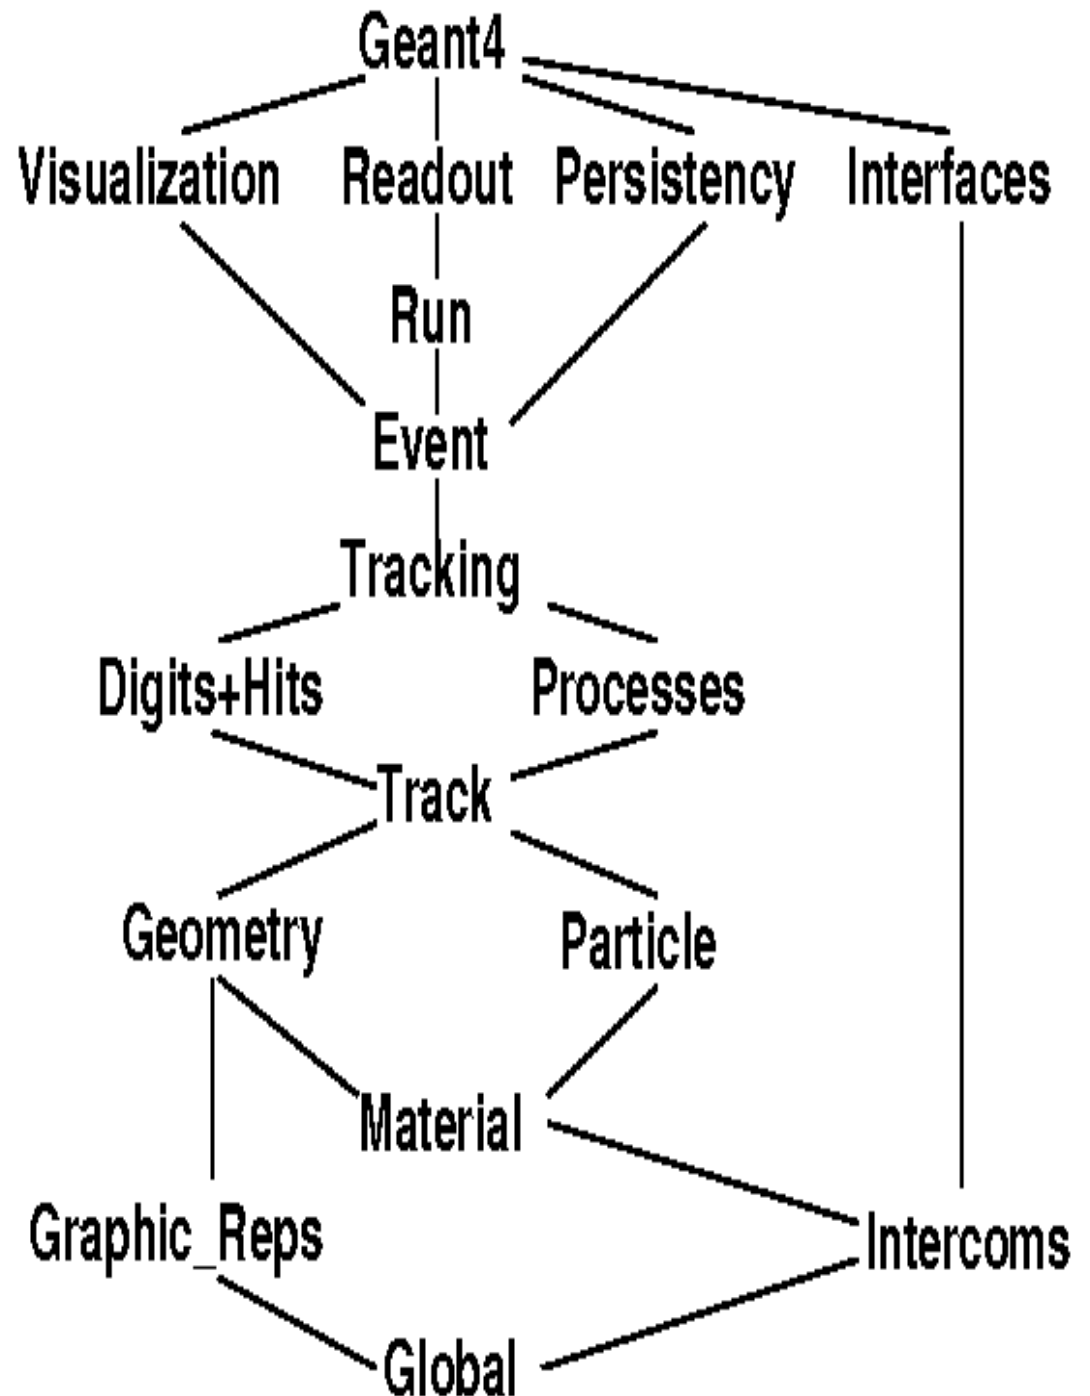 Geant4
Visualization Readout Persistency Interfaces
Run
Event
Tracking
Digits+Hits Processes
Track
Geometry Particle
Material
Graphic_Reps Intercoms
Global